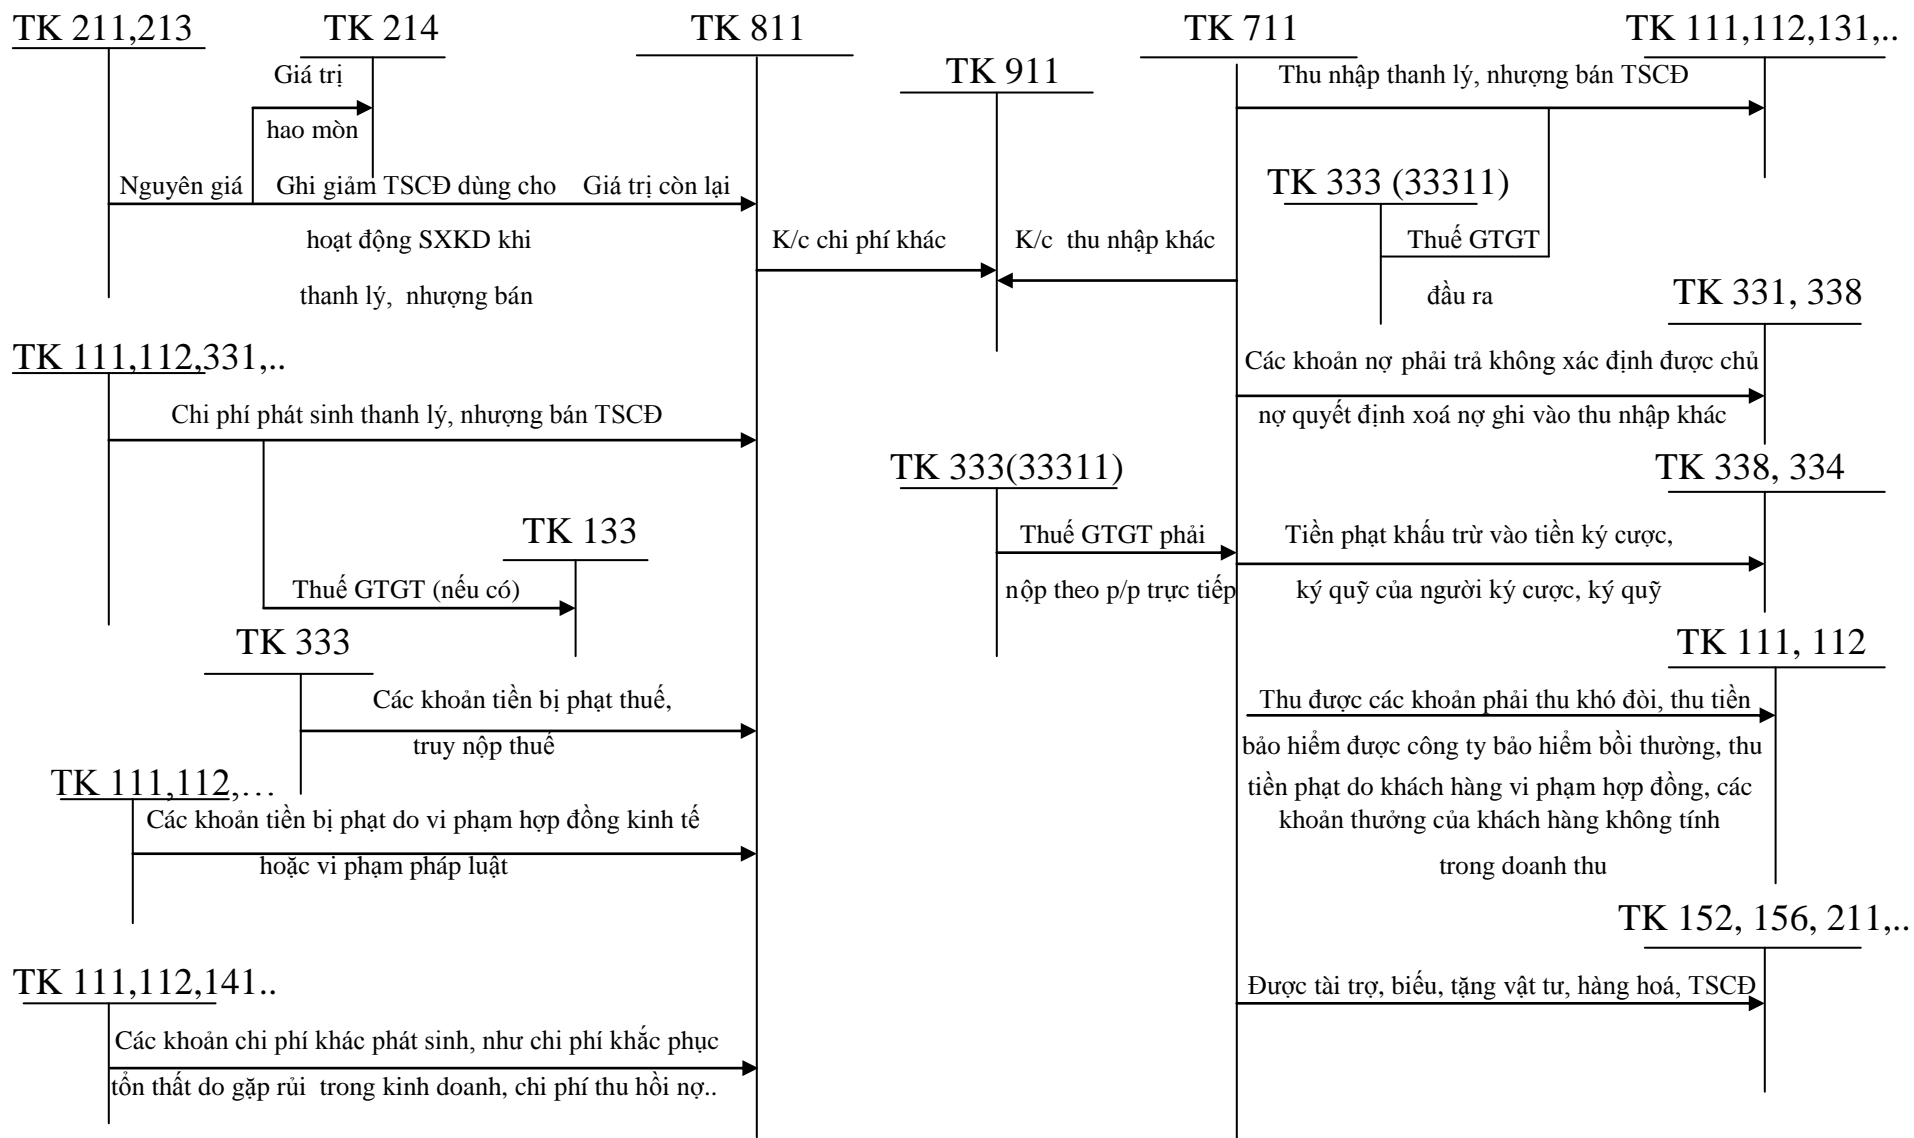 TK 211,213
TK 214
TK 811
TK 711
TK 111,112,131,..
TK 911
Giá trị
hao mòn
Thu nhập thanh lý, nhượng bán TSCĐ
Nguyên giá
Ghi giảm TSCĐ dùng cho
Giá trị còn lại
hoạt động SXKD khi
thanh lý, nhượng bán
TK 333 (33311)
K/c chi phí khác
K/c thu nhập khác
Thuế GTGT
đầu ra
TK 331, 338
TK 111,112,331,..
Các khoản nợ phải trả không xác định được chủ
nợ quyết định xoá nợ ghi vào thu nhập khác
Chi phí phát sinh thanh lý, nhượng bán TSCĐ
TK 333(33311)
TK 338, 334
TK 133
Thuế GTGT phải
nộp theo p/p trực tiếp
Tiền phạt khấu trừ vào tiền ký cược,
ký quỹ của người ký cược, ký quỹ
Thuế GTGT (nếu có)
TK 333
TK 111, 112
Các khoản tiền bị phạt thuế,
truy nộp thuế
Thu được các khoản phải thu khó đòi, thu tiền
bảo hiểm được công ty bảo hiểm bồi thường, thu
tiền phạt do khách hàng vi phạm hợp đồng, các
khoản thưởng của khách hàng không tính
trong doanh thu
TK 111,112,…
Các khoản tiền bị phạt do vi phạm hợp đồng kinh tế
hoặc vi phạm pháp luật
TK 152, 156, 211,..
TK 111,112,141..
Được tài trợ, biếu, tặng vật tư, hàng hoá, TSCĐ
Các khoản chi phí khác phát sinh, như chi phí khắc phục
tổn thất do gặp rủi trong kinh doanh, chi phí thu hồi nợ..